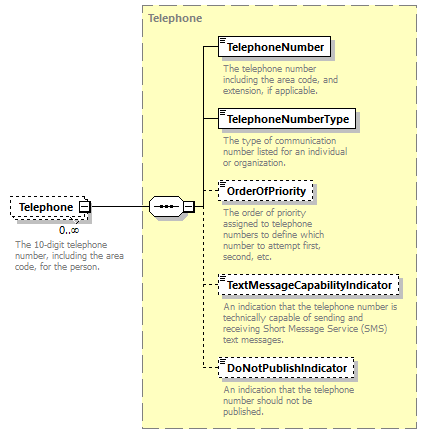 Telephone
TelephoneNumber
The telephone number
including the area code, and
extension, if applicable.
TelephoneNumberType
The type of communication
number listed for an individual
or organization.
OrderOfPriority
The order of priority
assigned to telephone
numbers to define which
number to attempt first,
second, etc.
Telephone
0..∞
The 10-digit telephone
number, including the area
code, for the person.
TextMessageCapabilityIndicator
An indication that the telephone number is
technically capable of sending and
receiving Short Message Service (SMS)
text messages.
DoNotPublishIndicator
An indication that the telephone
number should not be
published.